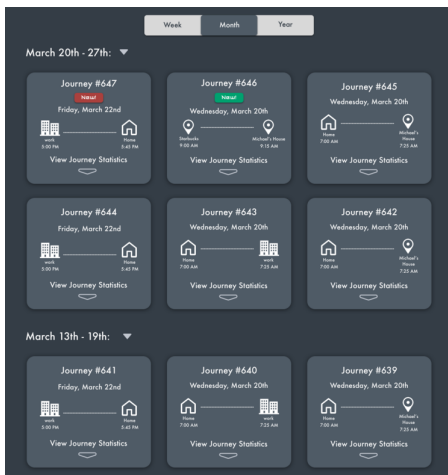 Week Month Year
March 20th - 27th:
Journey #647
New!
Friday, March 22nd
work
5:00 PM
Home
5:45 PM
View Journey Statistics
Journey #646
New!
Wednesday, March 20th
Starbucks
9:00 AM
Michael's House
9:15 AM
View Journey Statistics
Journey #645
Wednesday, March 20th
Home
7:00 AM
Michael's
House
7:25 AM
View Journey Statistics
Journey #644
Friday, March 22nd
work
5:00 PM
Home
5:45 PM
View Journey Statistics
Journey #643
Wednesday, March 20th
Home
7:00 AM
work
7:25 AM
View Journey Statistics
Journey #642
Wednesday, March 20th
Home
7:00 AM
Michael's
House
7:25 AM
View Journey Statistics
March 13th - 19th:
Journey #641
Friday, March 22nd
work
5:00 PM
Home
5:45 PM
View Journey Statistics
Journey #640
Wednesday, March 20th
Home
7:00 AM
work
7:25 AM
View Journey Statistics
Journey #639
Wednesday, March 20th
Home
7:00 AM
Michael's
House
7:25 AM
View Journey Statistics